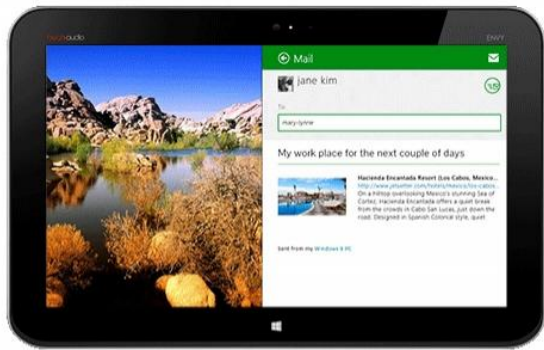 beatsaudio
ENVY
Mail
jane kim
To
mary-lynne
My work place for the next couple of days
Hacienda Encantada Resort (Los Cabos, Mexico...
http://www.jetsetter.com/hotels/mexico/los-cabos...
On a hilltop overlooking Mexico's stunning Sea of
Cortez, Hacienda Encantada offers a quiet break
from the crowds in Cabo San Lucas, just down the
road. Designed in Spanish Colonial style, quiet
Sent from my Windows 8 PC